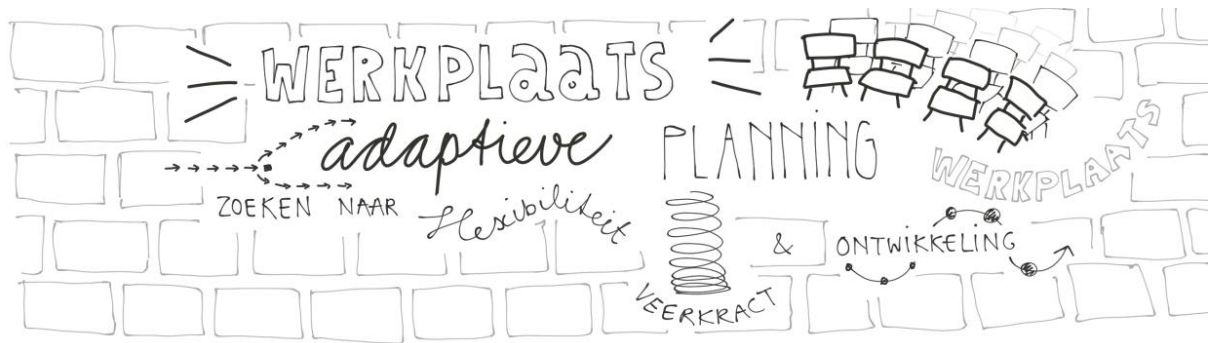 WERKPLaaTS
adaptieve PLANNiNG
WERKPLAATS
ZOEKEN NAAR flexibiliteit
& ONTWIKKELING
VEERKRACT